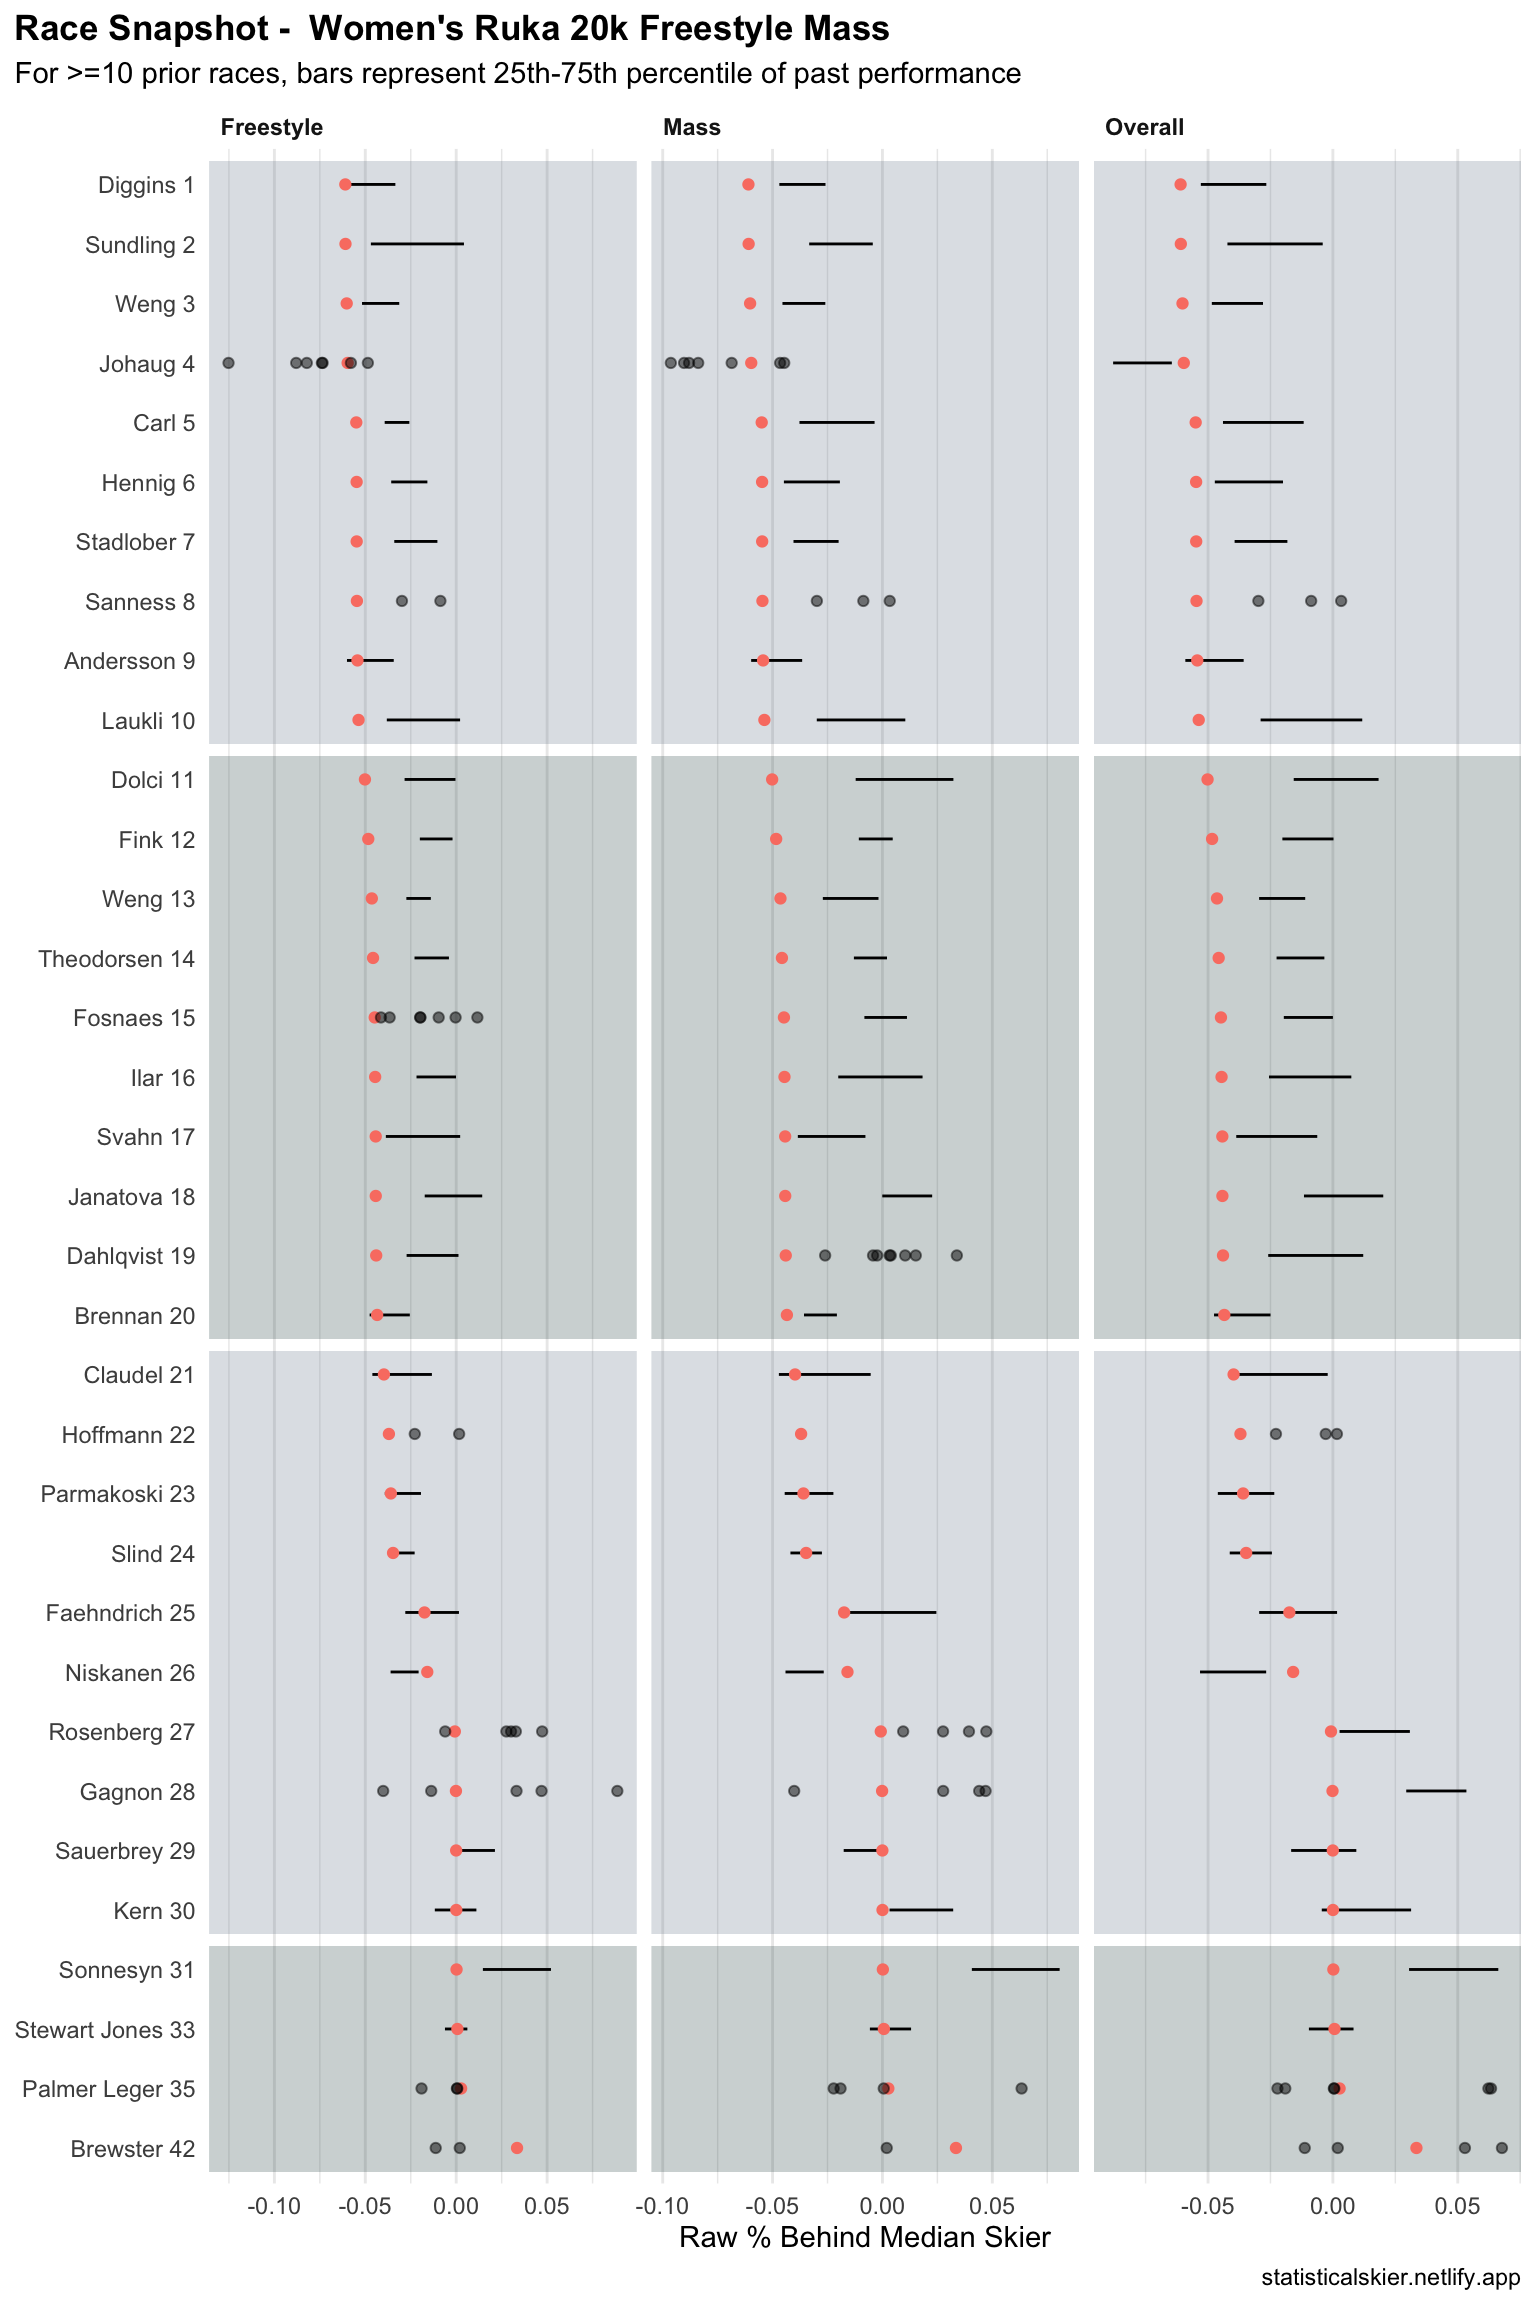 Race Snapshot -  Women's Ruka 20k Freestyle Mass
For >=10 prior races, bars represent 25th-75th percentile of past performance
Freestyle Mass Overall
Diggins 1
Sundling 2
Weng 3
Johaug 4
Carl 5
Hennig 6
Stadlober 7
Sanness 8
Andersson 9
Laukli 10
Dolci 11
Fink 12
Weng 13
Theodorsen 14
Fosnaes 15
Ilar 16
Svahn 17
Janatova 18
Dahlqvist 19
Brennan 20
Claudel 21
Hoffmann 22
Parmakoski 23
Slind 24
Faehndrich 25
Niskanen 26
Rosenberg 27
Gagnon 28
Sauerbrey 29
Kern 30
Sonnesyn 31
Stewart Jones 33
Palmer Leger 35
Brewster 42
-0.10 -0.05 0.00 0.05 -0.10 -0.05 0.00 0.05 -0.05 0.00 0.05
Raw % Behind Median Skier
statisticalskier.netlify.app